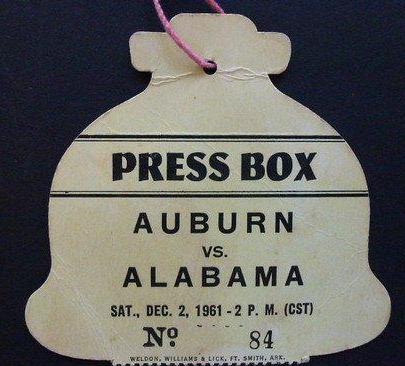 PRESS BOX
AUBURN
VS.
ALABAMA
SAT., DEC. 2, 1961 - 2 P. M. (CST)
Nº 84
WELDON, WILLIAMS & LICK, FT. SMITH, ARK.